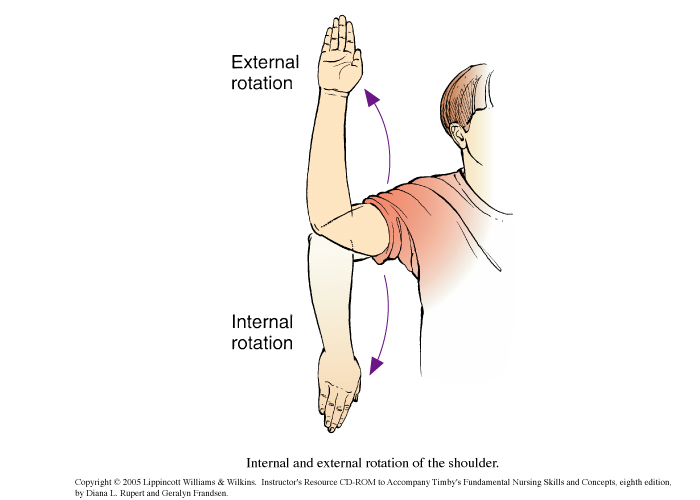 External
rotation
Internal
rotation
Internal and external rotation of the shoulder.
Copyright © 2005 Lippincott Williams & Wilkins.  Instructor's Resource CD-ROM to Accompany Timby's Fundamental Nursing Skills and Concepts, eighth edition,
by Diana L. Rupert and Geralyn Frandsen.